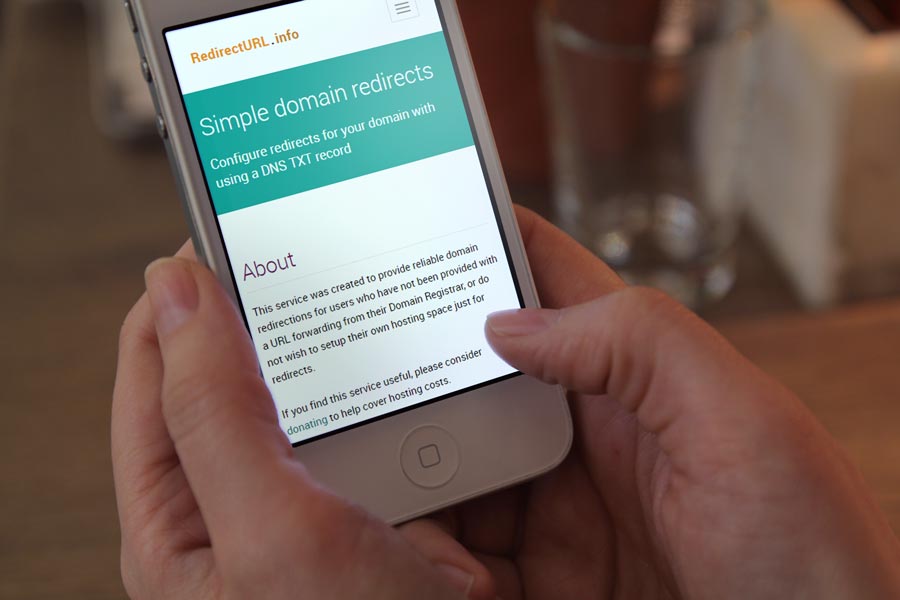 RedirectURL.info
Simple domain redirects
Configure redirects for your domain with
using a DNS TXT record
About
This service was created to provide reliable domain
redirections for users who have not been provided with
a URL forwarding from their Domain Registrar, or do
not wish to setup their own hosting space just for
redirects.
If you find this service useful, please consider
donating to help cover hosting costs.